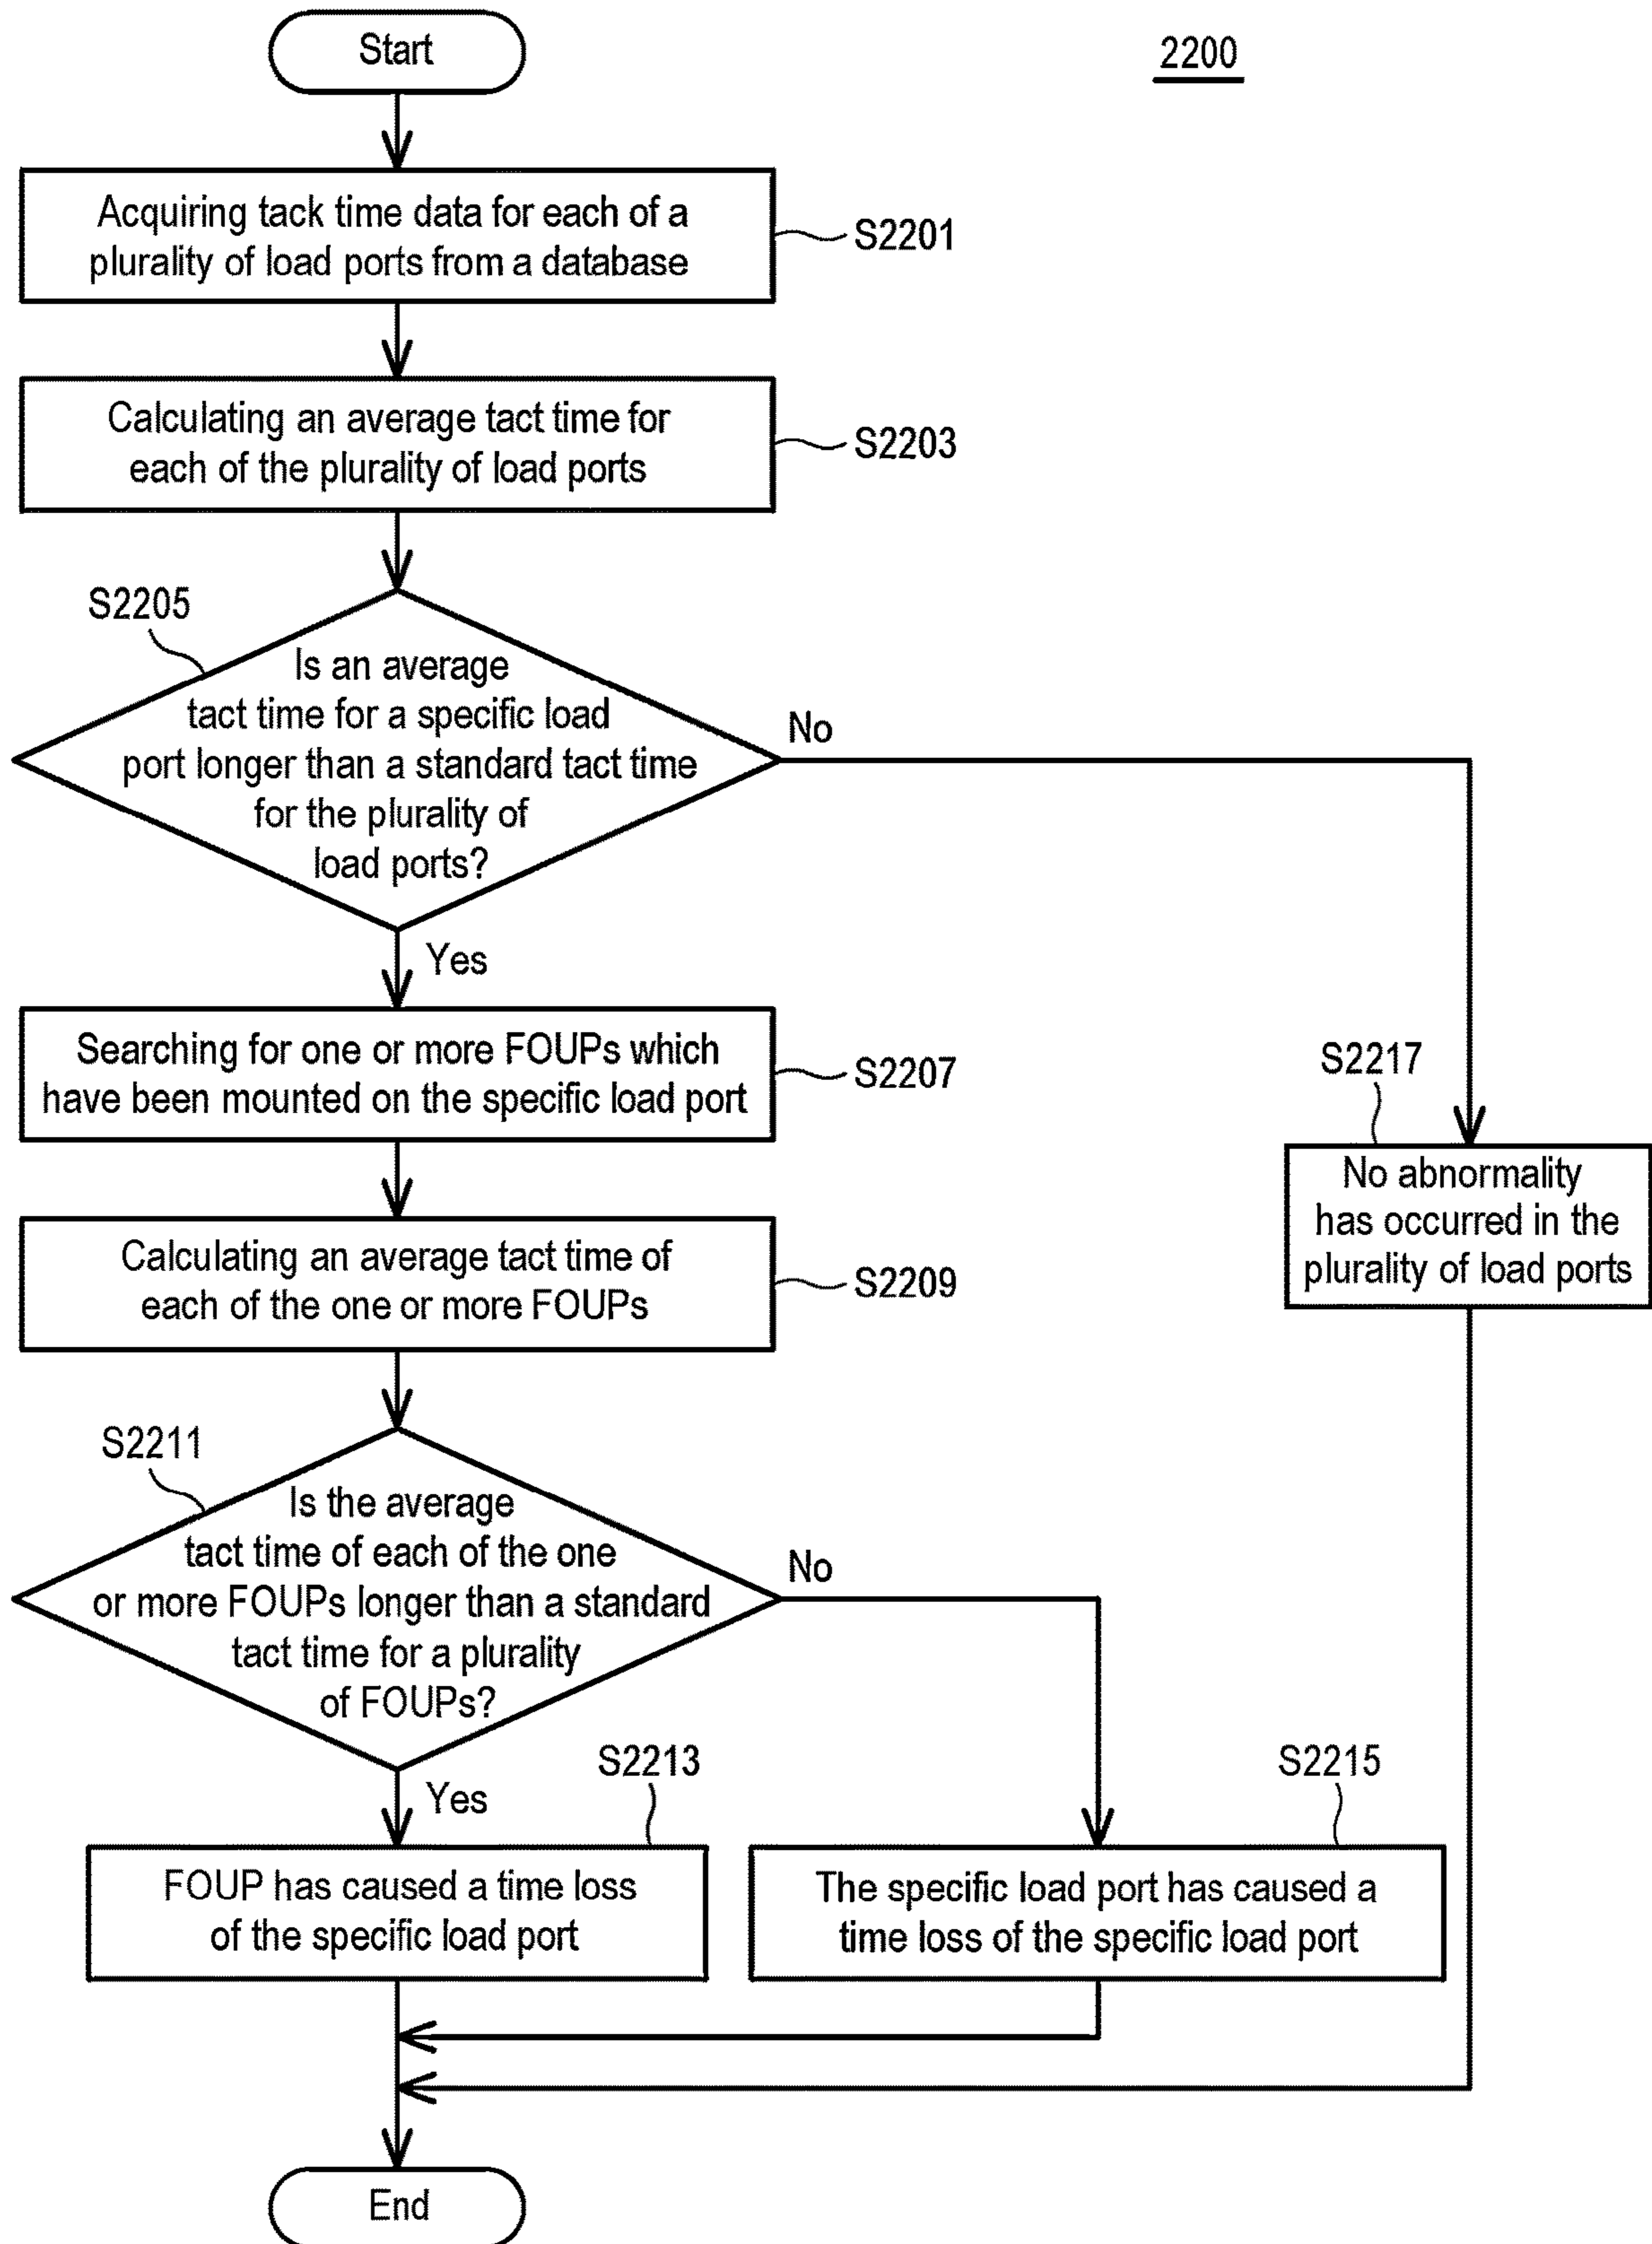 Start
2200
Acquiring tack time data for each of a
plurality of load ports from a database
S2201
Calculating an average tact time for
each of the plurality of load ports
S2203
S2205
Is an average
tact time for a specific load
port longer than a standard tact time
for the plurality of
load ports?
No
Yes
Searching for one or more FOUPs which
have been mounted on the specific load port
S2207
S2217
No abnormality
has occurred in the
plurality of load ports
Calculating an average tact time of
each of the one or more FOUPs
S2209
S2211
Is the average
tact time of each of the one
or more FOUPs longer than a standard
tact time for a plurality
of FOUPs?
No
Yes
S2213
FOUP has caused a time loss
of the specific load port
S2215
The specific load port has caused a
time loss of the specific load port
End